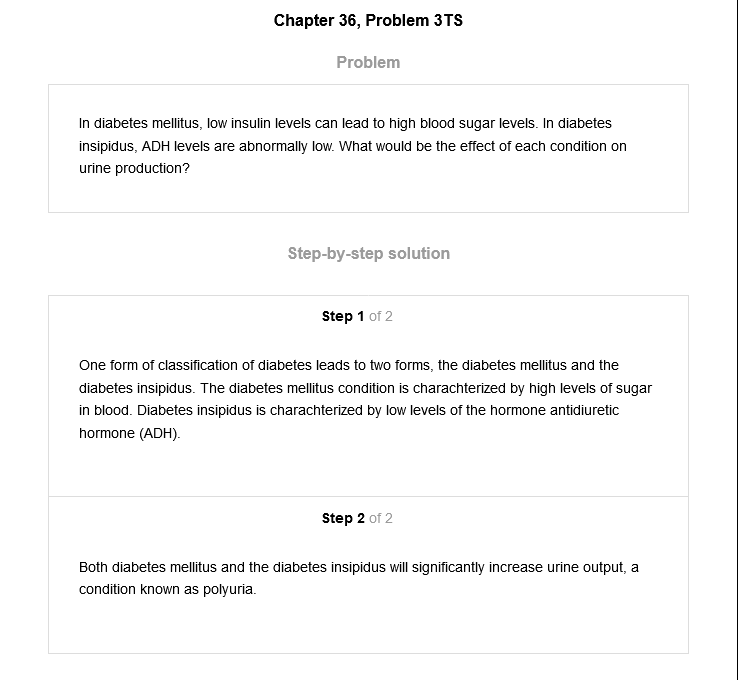 Chapter 36, Problem 3TS
Problem
In diabetes mellitus, low insulin levels can lead to high blood sugar levels. In diabetes
insipidus, ADH levels are abnormally low. What would be the effect of each condition on
urine production?
Step-by-step solution
Step 1 of 2
One form of classification of diabetes leads to two forms, the diabetes mellitus and the
diabetes insipidus. The diabetes mellitus condition is charachterized by high levels of sugar
in blood. Diabetes insipidus is charachterized by low levels of the hormone antidiuretic
hormone (ADH).
Step 2 of 2
Both diabetes mellitus and the diabetes insipidus will significantly increase urine output, a
condition known as polyuria.